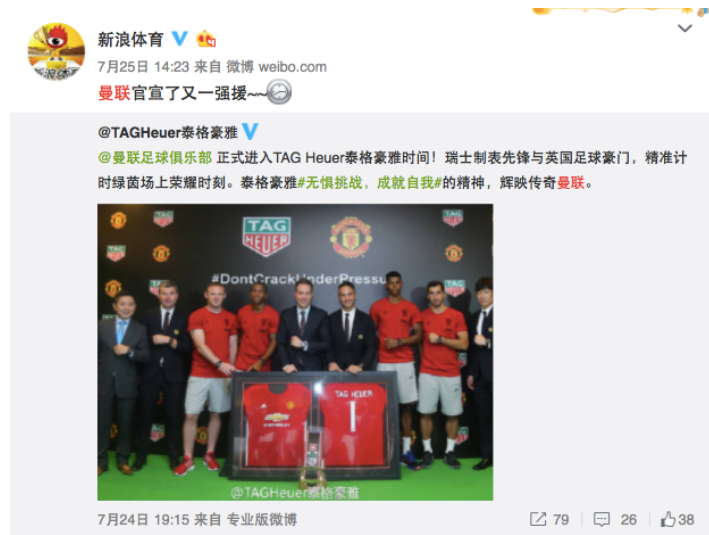 新浪体育
7月25日 14:23 来自 微博 weibo.com
曼联官宣了又一强援~~
@TAGHeuer泰格豪雅
@曼联足球俱乐部 正式进入TAG Heuer泰格豪雅时间！瑞士制表先锋与英国足球豪门，精准计
时绿茵场上荣耀时刻。泰格豪雅#无惧挑战，成就自我#的精神，辉映传奇曼联。
TAG
HEUER
#DontCrackUnderPressu
CHEVROLET
TAG HEUER
1
@TAGHeuer泰格豪雅
7月24日 19:15 来自 专业版微博
79
26
38